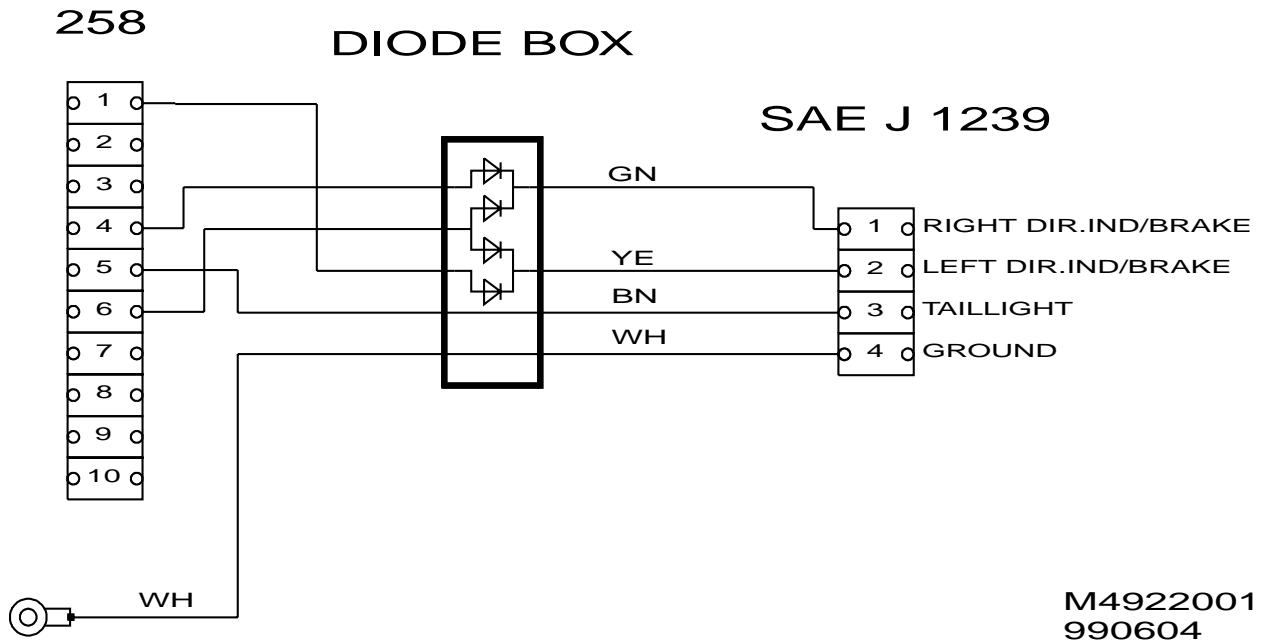 258
DIODE BOX
SAE J 1239
1
2
3
4
5
6
7
8
9
10
GN
YE
BN
WH
1 RIGHT DIR.IND/BRAKE
2 LEFT DIR.IND/BRAKE
3 TAILLIGHT
4 GROUND
WH
M4922001
990604